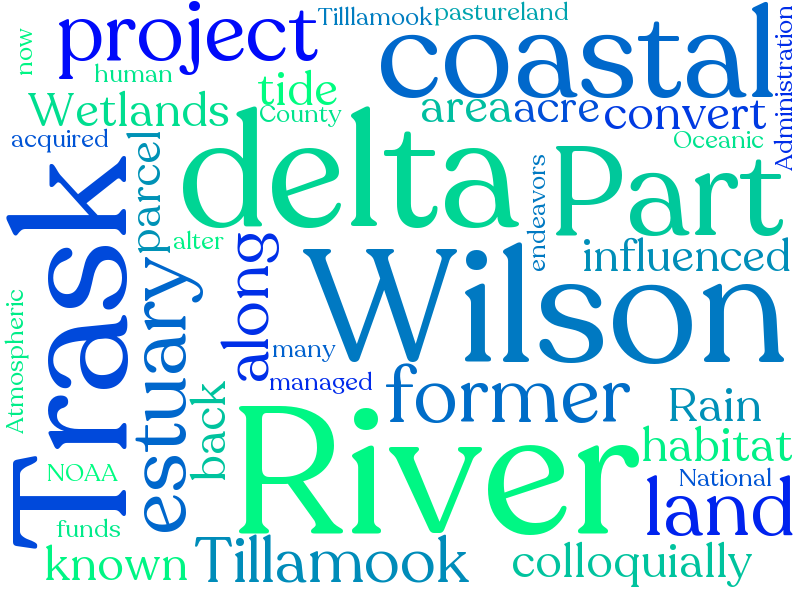 Tilllamook
pastureland
project
coastal
now
human
Administration
Wetlands
tide
area
acre
convert
County
acquired
parcel
delta
Oceanic
Part
endeavors
alter
along
influenced
Trask
estuary
Wilson
Atmospheric
many
managed
former
back
Rain
River
habitat
NOAA
National
land
funds
known
Tillamook
colloquially